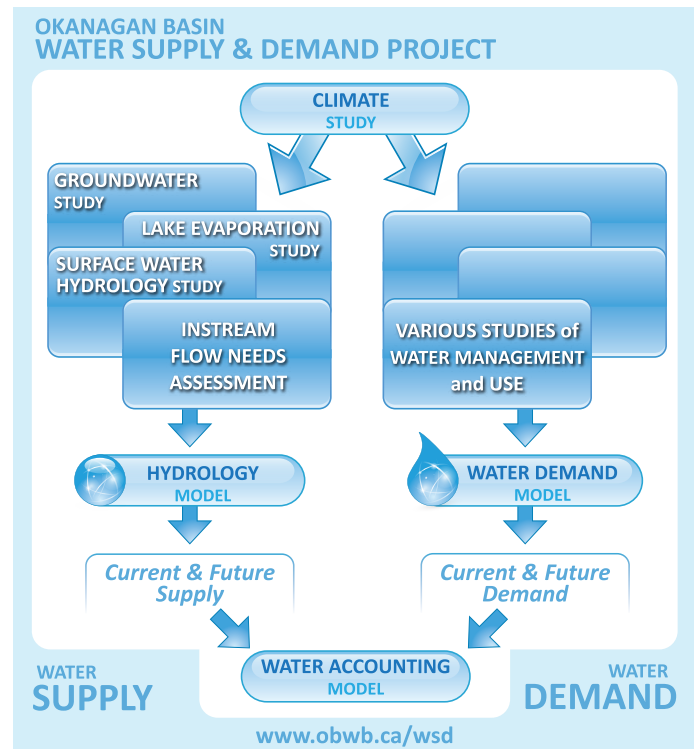 OKANAGAN BASIN
WATER SUPPLY & DEMAND PROJECT
CLIMATE
STUDY
GROUNDWATER
STUDY
LAKE EVAPORATION
STUDY
SURFACE WATER
HYDROLOGY STUDY
INSTREAM
FLOW NEEDS
ASSESSMENT
VARIOUS STUDIES of
WATER MANAGEMENT
and USE
HYDROLOGY
MODEL
WATER DEMAND
MODEL
Current & Future
Supply
Current & Future
Demand
WATER ACCOUNTING
MODEL
WATER
SUPPLY
WATER
DEMAND
www.obwb.ca/wsd